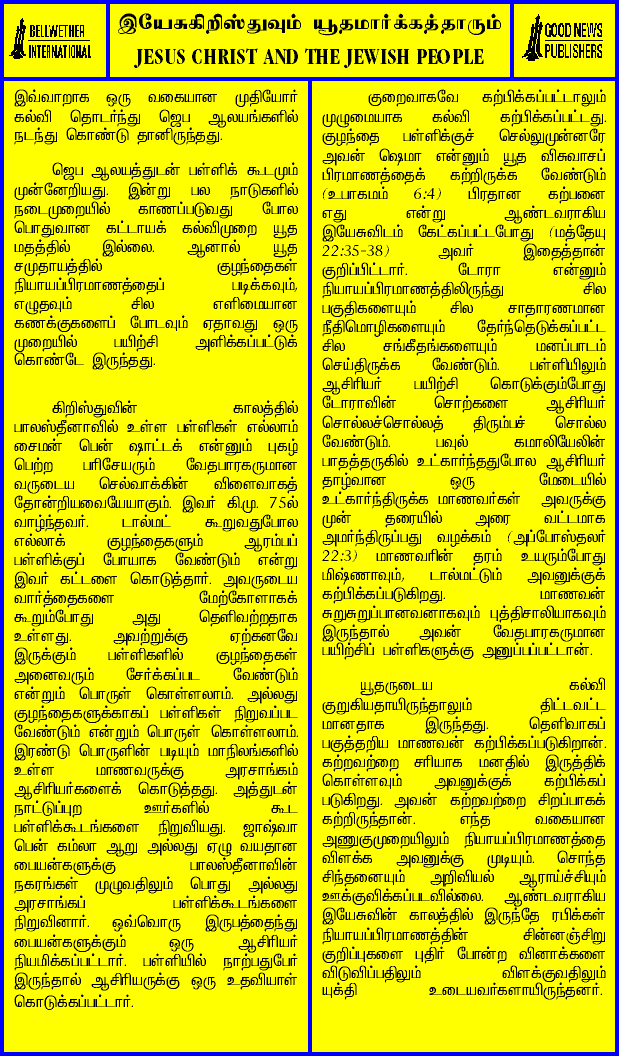 BELLWETHER
INTERNATIONAL
இயேசுகிறிஸ்துவும் யூதமார்க்கத்தாரும்
JESUS CHRIST AND THE JEWISH PEOPLE
GOOD NEWS
PUBLISHERS
இவ்வாறாக ஒரு வகையான முதியோர்
கல்வி தொடர்ந்து ஜெப ஆலயங்களில்
நடந்து கொண்டு தானிருந்தது.
ஜெப ஆலயத்துடன் பள்ளிக் கூடமும்
முன்னேறியது. இன்று பல நாடுகளில்
நடைமுறையில் காணப்படுவது போல
பொதுவான கட்டாயக் கல்விமுறை யூத
மதத்தில் இல்லை. ஆனால் யூத
சமுதாயத்தில் குழந்தைகள்
நியாயப்பிரமாணத்தைப் படிக்கவும்,
எழுதவும் சில எளிமையான
கணக்குகளைப் போடவும் ஏதாவது ஒரு
முறையில் பயிற்சி அளிக்கப்பட்டுக்
கொண்டே இருந்தது.
கிறிஸ்துவின் காலத்தில்
பாலஸ்தீனாவில் உள்ள பள்ளிகள் எல்லாம்
சைமன் பென் ஷாட்டக் என்னும் புகழ்
பெற்ற பரிசேயரும் வேதபாரகருமான
வருடைய செல்வாக்கின் விளைவாகத்
தோன்றியவையேயாகும். இவர் கிமு. 75ல்
வாழ்ந்தவர். டால்மட் கூறுவதுபோல
எல்லாக் குழந்தைகளும் ஆரம்பப்
பள்ளிக்குப் போயாக வேண்டும் என்று
இவர் கட்டளை கொடுத்தார். அவருடைய
வார்த்தைகளை மேற்கோளாகக்
கூறும்போது அது தெளிவற்றதாக
உள்ளது. அவற்றுக்கு ஏற்கனவே
இருக்கும் பள்ளிகளில் குழந்தைகள்
அனைவரும் சேர்க்கப்பட வேண்டும்
என்றும் பொருள் கொள்ளலாம். அல்லது
குழந்தைகளுக்காகப் பள்ளிகள் நிறுவப்பட
வேண்டும் என்றும் பொருள் கொள்ளலாம்.
இரண்டு பொருளின் படியும் மாநிலங்களில்
உள்ள மாணவருக்கு அரசாங்கம்
ஆசிரியர்களைக் கொடுத்தது. அத்துடன்
நாட்டுப்புற ஊர்களில் கூட
பள்ளிக்கூடங்களை நிறுவியது. ஜாஷ்வா
பென் கம்லா ஆறு அல்லது ஏழு வயதான
பையன்களுக்கு பாலஸ்தீனாவின்
நகரங்கள் முழுவதிலும் பொது அல்லது
அரசாங்கப் பள்ளிக்கூடங்களை
நிறுவினார். ஒவ்வொரு இருபத்தைந்து
பையன்களுக்கும் ஒரு ஆசிரியர்
நியமிக்கப்பட்டார். பள்ளியில் நாற்பதுபேர்
இருந்தால் ஆசிரியருக்கு ஒரு உதவியாள்
கொடுக்கப்பட்டார்.
குறைவாகவே கற்பிக்கப்பட்டாலும்
முழுமையாக கல்வி கற்பிக்கப்பட்டது.
குழந்தை பள்ளிக்குச் செல்லுமுன்னரே
அவன் ஷெமா என்னும் யூத விசுவாசப்
பிரமாணத்தைக் கற்றிருக்க வேண்டும்
(உபாகமம் 6:4) பிரதான கற்பனை
எது என்று ஆண்டவராகிய
இயேசுவிடம் கேட்கப்பட்டபோது (மத்தேயு
22:35-38) அவர் இதைத்தான்
குறிப்பிட்டார். டோரா என்னும்
நியாயப்பிரமாணத்திலிருந்து சில
பகுதிகளையும் சில சாதாரணமான
நீதிமொழிகளையும் தேர்ந்தெடுக்கப்பட்ட
சில சங்கீதங்களையும் மனப்பாடம்
செய்திருக்க வேண்டும். பள்ளியிலும்
ஆசிரியர் பயிற்சி கொடுக்கும்போது
டோராவின் சொற்களை ஆசிரியர்
சொல்லச்சொல்லத் திரும்பச் சொல்ல
வேண்டும். பவுல் கமாலியேலின்
பாதத்தருகில் உட்கார்ந்ததுபோல ஆசிரியர்
தாழ்வான ஒரு மேடையில்
உட்கார்ந்திருக்க மாணவர்கள் அவருக்கு
முன் தரையில் அரை வட்டமாக
அமர்ந்திருப்பது வழக்கம் (அப்போஸ்தலர்
22:3) மாணவரின் தரம் உயரும்போது
மிஷ்ணாவும், டால்மட்டும் அவனுக்குக்
கற்பிக்கப்படுகிறது. மாணவன்
சுறுசுறுப்பானவனாகவும் புத்திசாலியாகவும்
இருந்தால் அவன் வேதபாரகருமான
பயிற்சிப் பள்ளிகளுக்கு அனுப்பப்பட்டான்.
யூதருடைய கல்வி
குறுகியதாயிருந்தாலும் திட்டவட்ட
மானதாக இருந்தது. தெளிவாகப்
பகுத்தறிய மாணவன் கற்பிக்கப்படுகிறான்.
கற்றவற்றை சரியாக மனதில் இருத்திக்
கொள்ளவும் அவனுக்குக் கற்பிக்கப்
படுகிறது. அவன் கற்றவற்றை சிறப்பாகக்
கற்றிருந்தான். எந்த வகையான
அணுகுமுறையிலும் நியாயப்பிரமாணத்தை
விளக்க அவனுக்கு முடியும். சொந்த
சிந்தனையும் அறிவியல் ஆராய்ச்சியும்
ஊக்குவிக்கப்படவில்லை. ஆண்டவராகிய
இயேசுவின் காலத்தில் இருந்தே ரபிக்கள்
நியாயப்பிரமாணத்தின் சின்னஞ்சிறு
குறிப்புகளை புதிர் போன்ற வினாக்களை
விடுவிப்பதிலும் விளக்குவதிலும்
யுக்தி உடையவர்களாயிருந்தனர்.